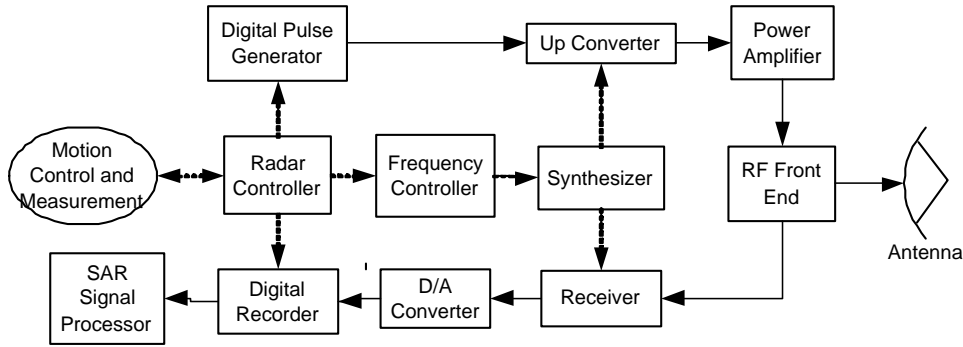 Digital Pulse
Generator
Up Converter
Power
Amplifier
Motion
Control and
Measurement
Radar
Controller
Frequency
Controller
Synthesizer
RF Front
End
Antenna
SAR
Signal
Processor
Digital
Recorder
D/A
Converter
Receiver